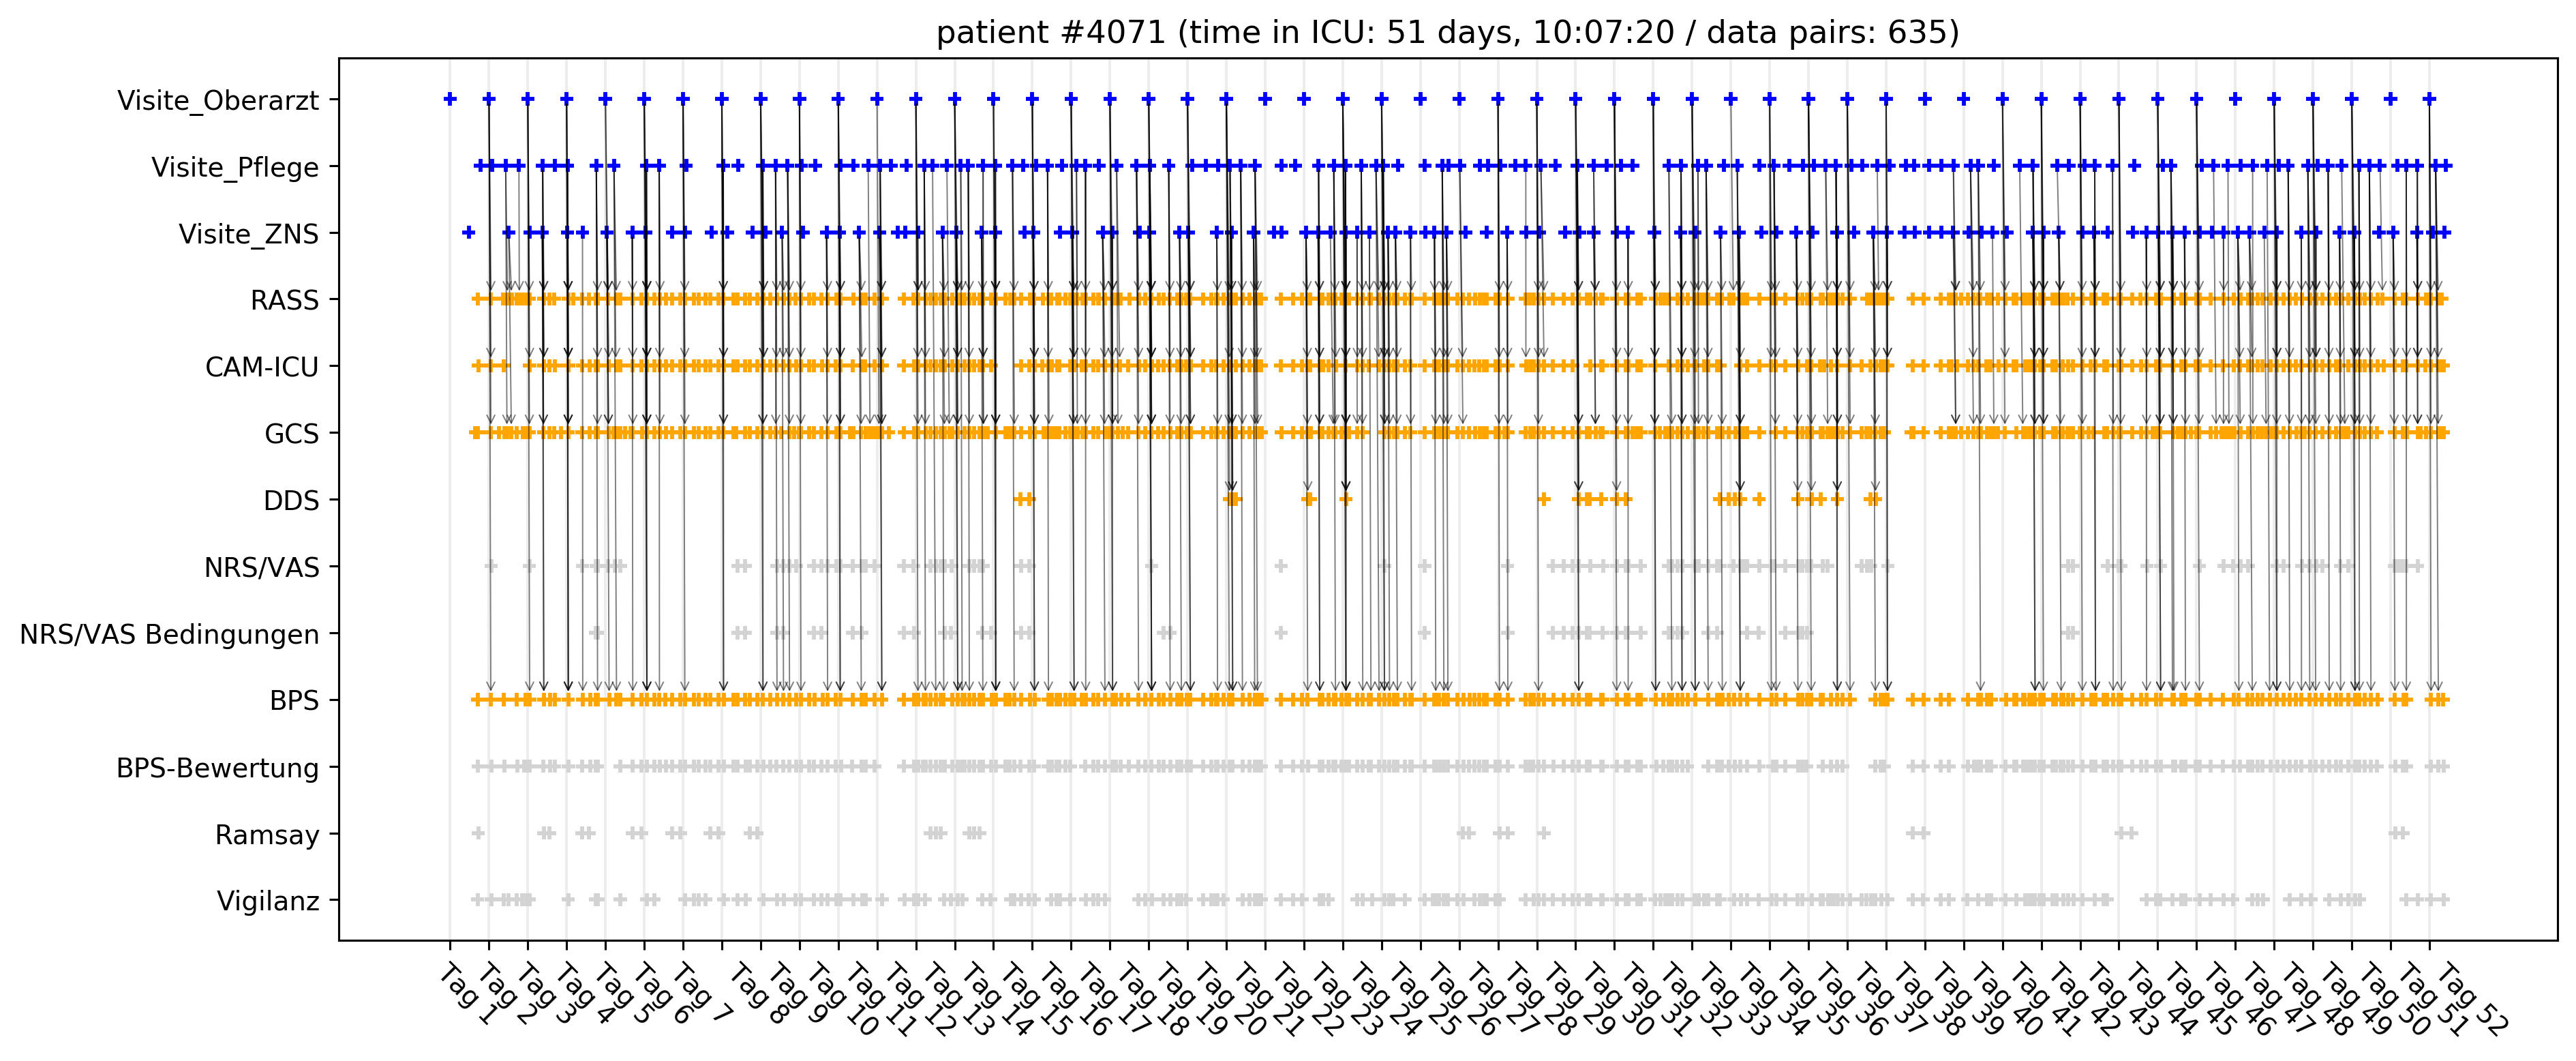 patient #4071 (time in ICU: 51 days, 10:07:20 / data pairs: 635)
Visite_Oberarzt
Visite_Pflege
Visite_ZNS
RASS
CAM-ICU
GCS
DDS
NRS/VAS
NRS/VAS Bedingungen
BPS
BPS-Bewertung
Ramsay
Vigilanz
Tag 1
Tag 2
Tag 3
Tag 4
Tag 5
Tag 6
Tag 7
Tag 8
Tag 9
Tag 10
Tag 11
Tag 12
Tag 13
Tag 14
Tag 15
Tag 16
Tag 17
Tag 18
Tag 19
Tag 20
Tag 21
Tag 22
Tag 23
Tag 24
Tag 25
Tag 26
Tag 27
Tag 28
Tag 29
Tag 30
Tag 31
Tag 32
Tag 33
Tag 34
Tag 35
Tag 36
Tag 37
Tag 38
Tag 39
Tag 40
Tag 41
Tag 42
Tag 43
Tag 44
Tag 45
Tag 46
Tag 47
Tag 48
Tag 49
Tag 50
Tag 51
Tag 52